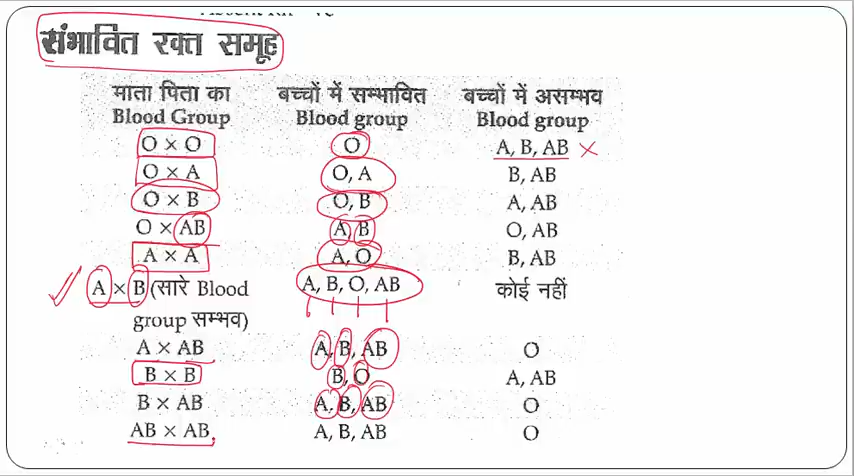 संभावित रक्त समूह
माता पिता का बच्चों में सम्भावित बच्चों में असम्भव
Blood Group Blood group Blood group
O × O O A, B, AB ×
O × A O, A B, AB
O × B O, B A, AB
O × AB A B O, AB
A × A A, O B, AB
A × B (सारे Blood A, B, O, AB कोई नहीं
group सम्भव)
A × AB A, B, AB O
B × B B, O A, AB
B × AB A, B, AB O
AB × AB A, B, AB O